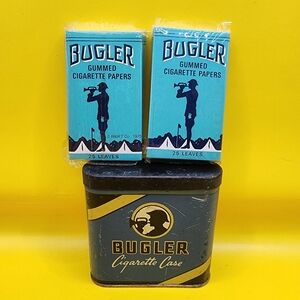 BUGLER
GUMMED
CIGARETTE PAPERS
25 LEAVES
BUGLER
GUMMED
CIGARETTE PAPERS
25 LEAVES
BUGLER
Cigarette Case